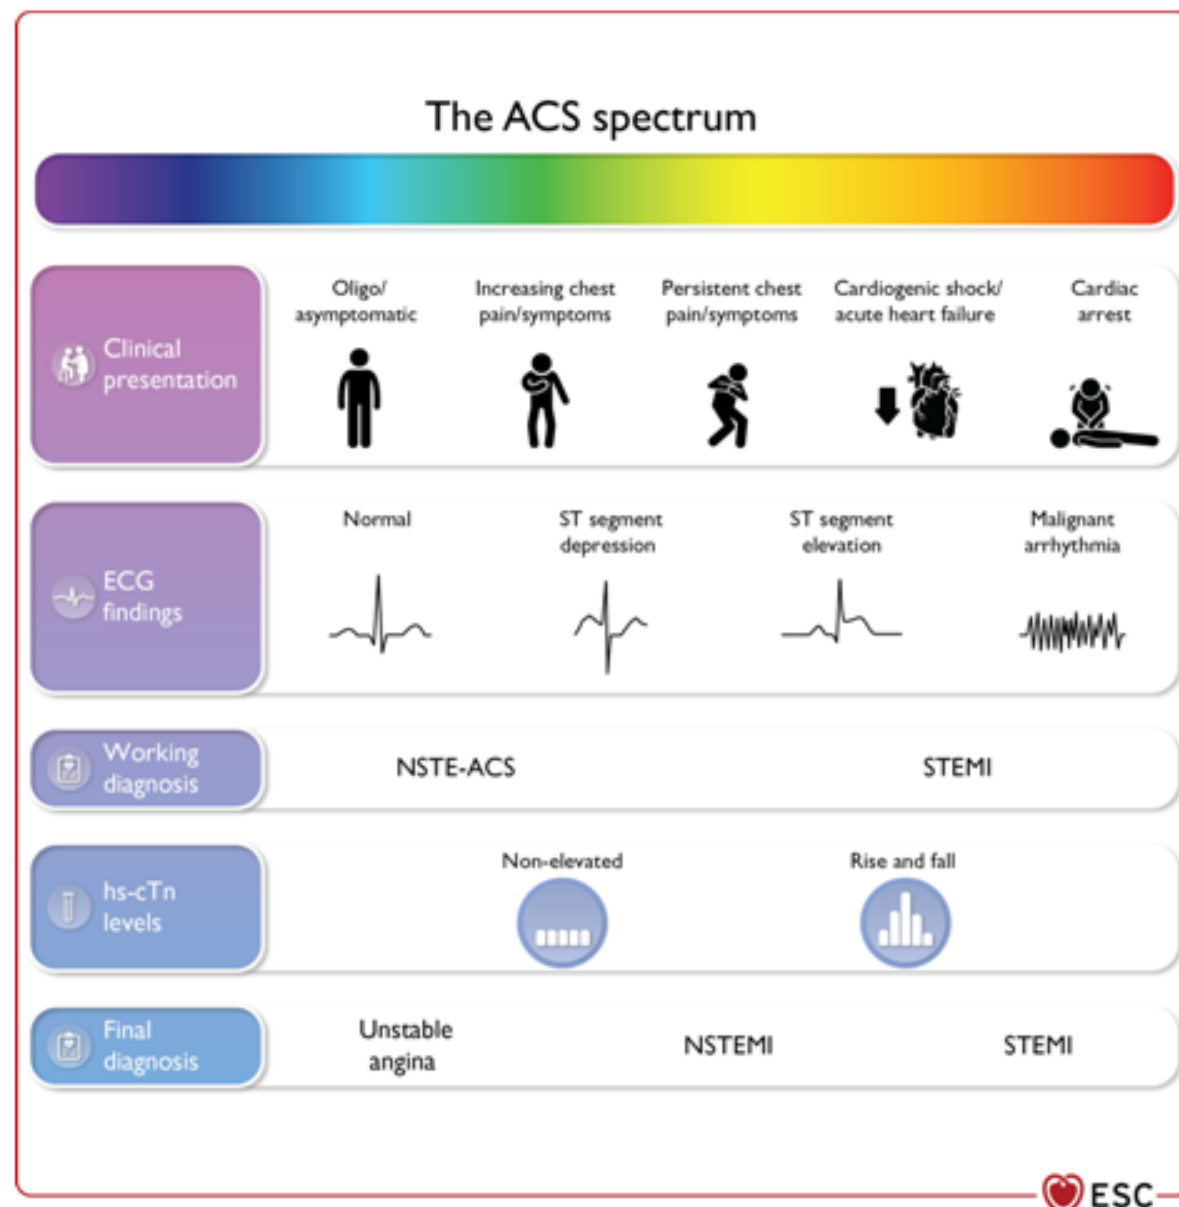 The ACS spectrum
Clinical
presentation
Oligo/
asymptomatic
Increasing chest
pain/symptoms
Persistent chest
pain/symptoms
Cardiogenic shock/
acute heart failure
Cardiac
arrest
ECG
findings
Normal
ST segment
depression
ST segment
elevation
Malignant
arrhythmia
Working
diagnosis
NSTE-ACS
STEMI
hs-cTn
levels
Non-elevated
Rise and fall
Final
diagnosis
Unstable
angina
NSTEMI
STEMI
ESC